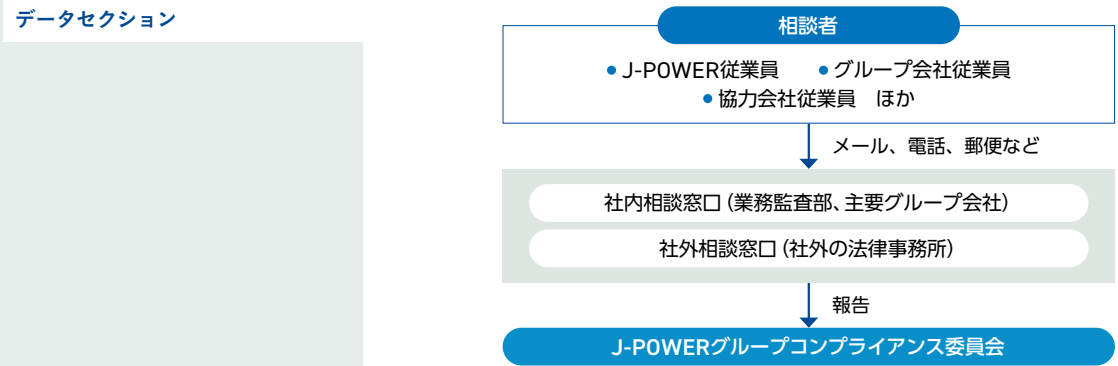 データセクション
相談者
● J-POWER従業員 ● グループ会社従業員
● 協力会社従業員 ほか
メール、電話、郵便など
社内相談窓口（業務監査部、主要グループ会社）
社外相談窓口（社外の法律事務所）
報告
J-POWERグループコンプライアンス委員会